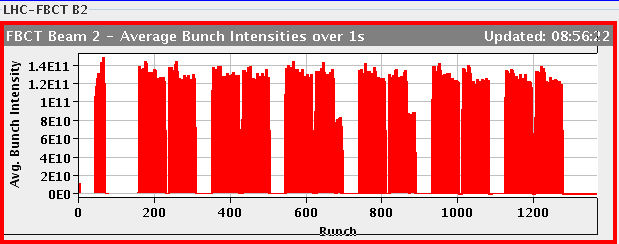 LHC-FBCT B2
FBCT Beam 2 - Average Bunch Intensities over 1s Updated: 08:56:22
Avg. Bunch Intensity
1.4E11
1.2E11
1E11
8E10
6E10
4E10
2E10
0E0
0 200 400 600 800 1000 1200
Bunch